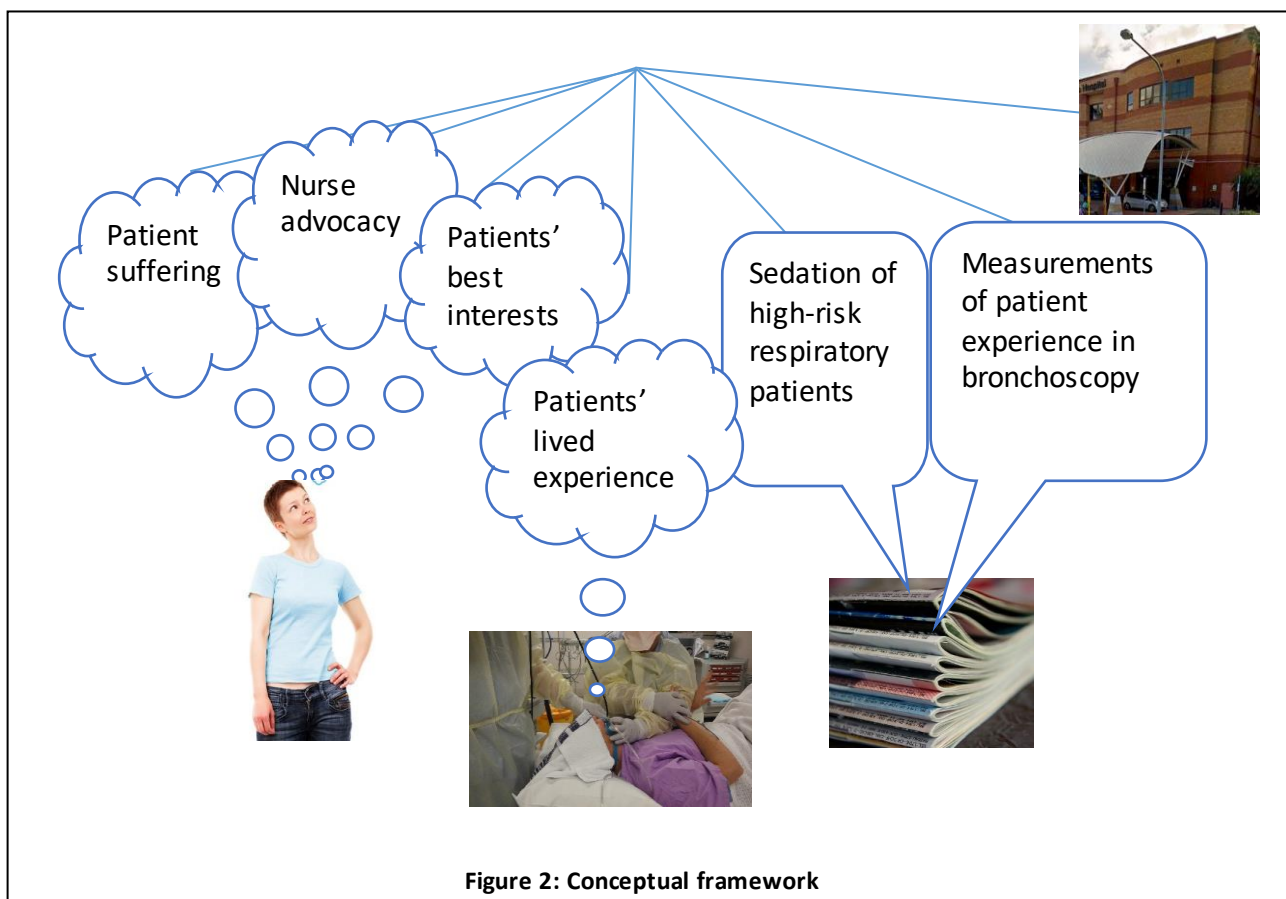 Hospital
Patient
suffering
Nurse
advocacy
Patients’
best
interests
Patients’
lived
experience
Sedation of
high-risk
respiratory
patients
Measurements
of patient
experience in
bronchoscopy
Figure 2: Conceptual framework